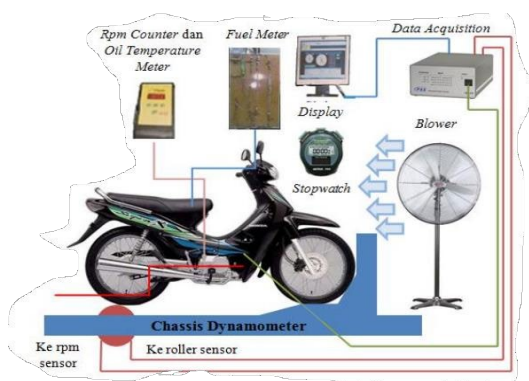 Rpm Counter dan
Oil Temperature
Meter
Fuel Meter
Data Acquisition
Display
Blower
Stopwatch
Chassis Dynamometer
Ke rpm
sensor
Ke roller sensor